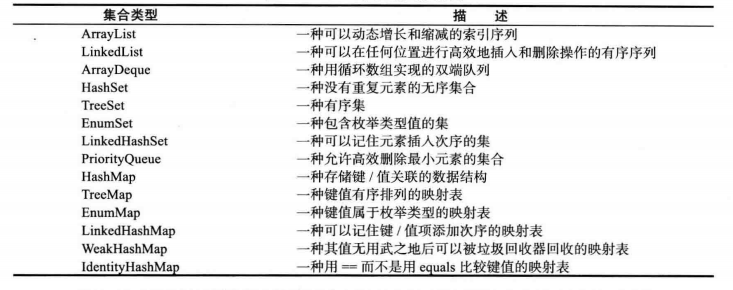 集合类型 描 述
ArrayList 一种可以动态增长和缩减的索引序列
LinkedList 一种可以在任何位置进行高效地插入和删除操作的有序序列
ArrayDeque 一种用循环数组实现的双端队列
HashSet 一种没有重复元素的无序集合
TreeSet 一种有序集
EnumSet 一种包含枚举类型值的集
LinkedHashSet 一种可以记住元素插入次序的集
PriorityQueue 一种允许高效删除最小元素的集合
HashMap 一种存储键 / 值关联的数据结构
TreeMap 一种键值有序排列的映射表
EnumMap 一种键值属于枚举类型的映射表
LinkedHashMap 一种可以记住键 / 值项添加次序的映射表
WeakHashMap 一种其值无用武之地后可以被垃圾回收器回收的映射表
IdentityHashMap 一种用 == 而不是用 equals 比较键值的映射表